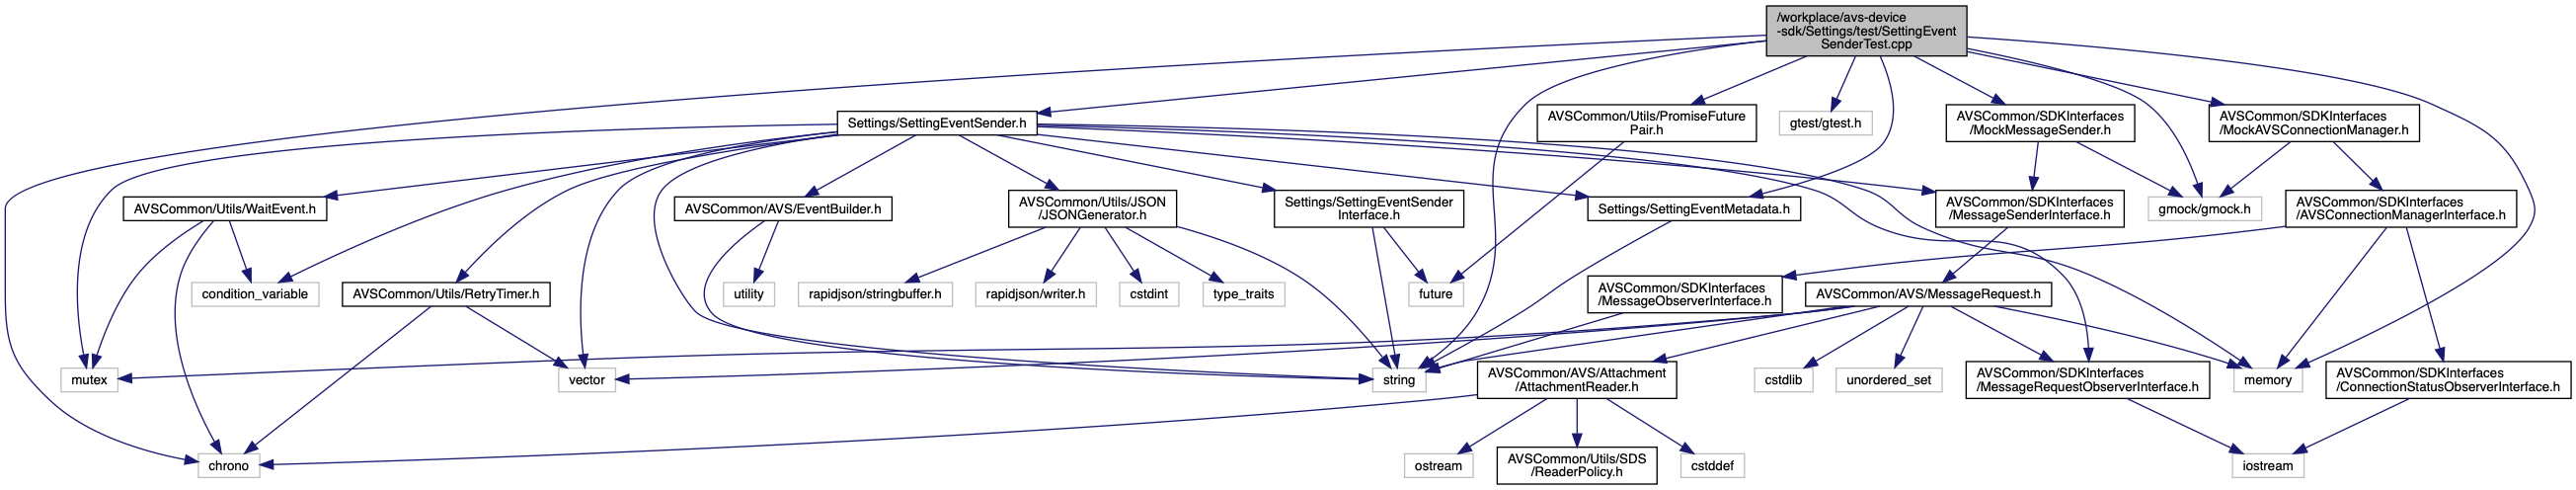 /workplace/avs-device
-sdk/Settings/test/SettingEvent
SenderTest.cpp
Settings/SettingEventSender.h
AVSCommon/Utils/PromiseFuture
Pair.h
gtest/gtest.h
AVSCommon/SDKInterfaces
/MockMessageSender.h
AVSCommon/SDKInterfaces
/MockAVSConnectionManager.h
AVSCommon/Utils/WaitEvent.h
AVSCommon/AVS/EventBuilder.h
AVSCommon/Utils/JSON
/JSONGenerator.h
Settings/SettingEventSender
Interface.h
Settings/SettingEventMetadata.h
AVSCommon/SDKInterfaces
/MessageSenderInterface.h
gmock/gmock.h
AVSCommon/SDKInterfaces
/AVSConnectionManagerInterface.h
condition_variable
AVSCommon/Utils/RetryTimer.h
utility
rapidjson/stringbuffer.h
rapidjson/writer.h
cstdint
type_traits
future
AVSCommon/SDKInterfaces
/MessageObserverInterface.h
AVSCommon/AVS/MessageRequest.h
mutex
vector
string
AVSCommon/AVS/Attachment
/AttachmentReader.h
cstdlib
unordered_set
AVSCommon/SDKInterfaces
/MessageRequestObserverInterface.h
memory
AVSCommon/SDKInterfaces
/ConnectionStatusObserverInterface.h
chrono
ostream
AVSCommon/Utils/SDS
/ReaderPolicy.h
cstddef
iostream